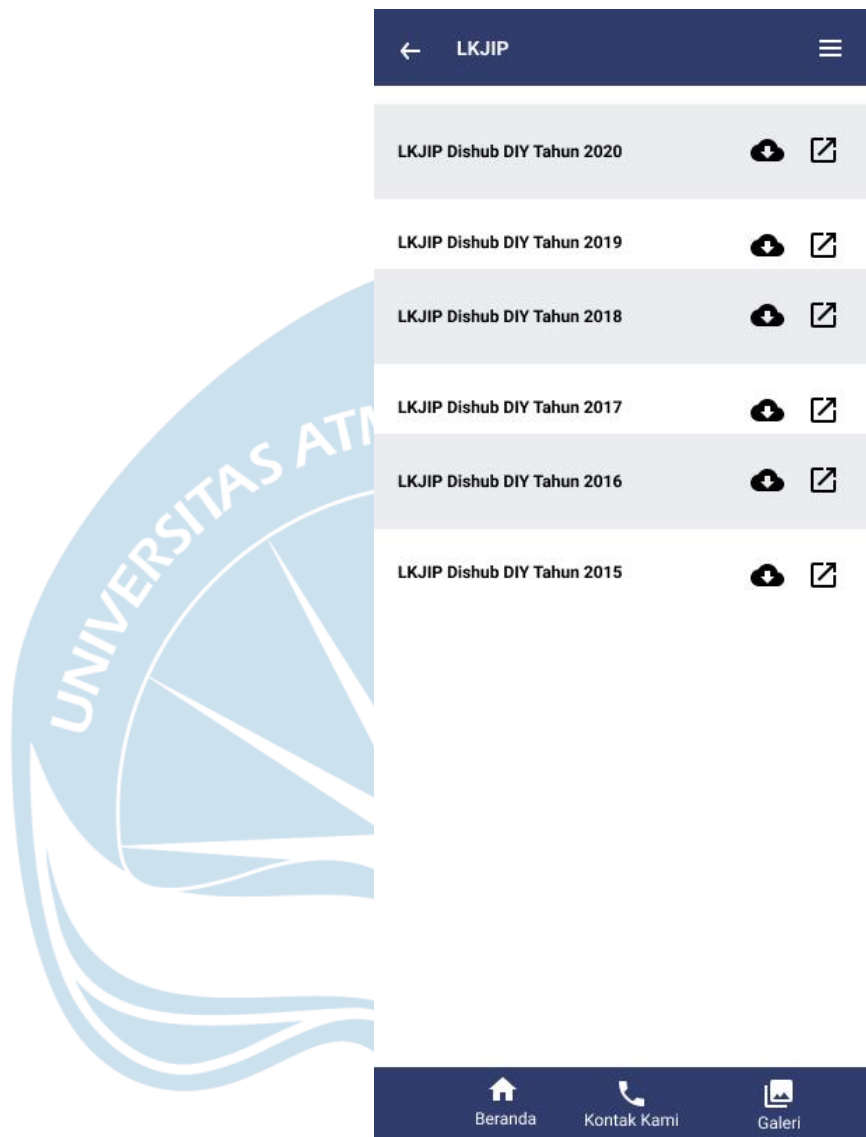 LKJIP
LKJIP Dishub DIY Tahun 2020
LKJIP Dishub DIY Tahun 2019
LKJIP Dishub DIY Tahun 2018
LKJIP Dishub DIY Tahun 2017
LKJIP Dishub DIY Tahun 2016
LKJIP Dishub DIY Tahun 2015
UNIVERSITAS
Beranda Kontak Kami Galeri